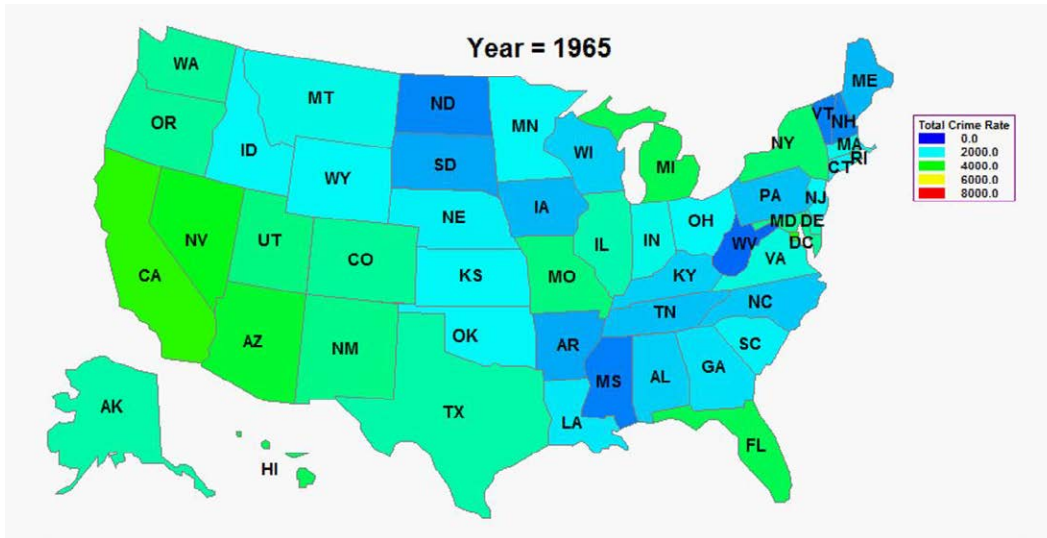 Year = 1965
WA
OR
CA
NV
ID
MT
WY
UT
AZ
CO
NM
ND
SD
NE
KS
OK
TX
MN
IA
MO
AR
LA
WI
IL
MI
IN
OH
KY
TN
MS
AL
GA
FL
SC
NC
VA
WV
PA
NY
VT
NH
ME
MA
RI
CT
NJ
MD
DE
DC
AK
HI
Total Crime Rate
0.0
2000.0
4000.0
6000.0
8000.0